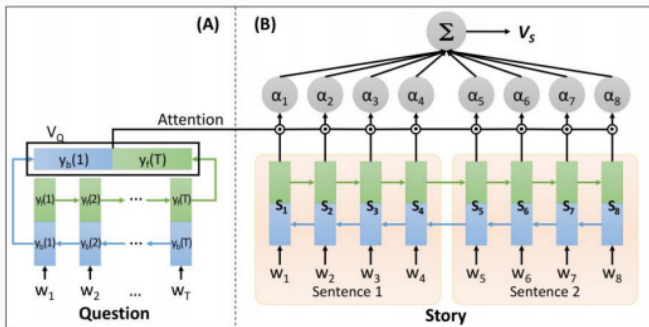 (A)
(B)
Σ
V_S
α_1 α_2 α_3 α_4 α_5 α_6 α_7 α_8
V_Q
Attention
y_b(1) y_f(T)
y_f(1) y_f(2) ... y_f(T)
y_b(1) y_b(2) ... y_b(T)
w_1 w_2 ... w_T
Question
S_1 S_2 S_3 S_4 S_5 S_6 S_7 S_8
w_1 w_2 w_3 w_4 w_5 w_6 w_7 w_8
Sentence 1 Sentence 2
Story